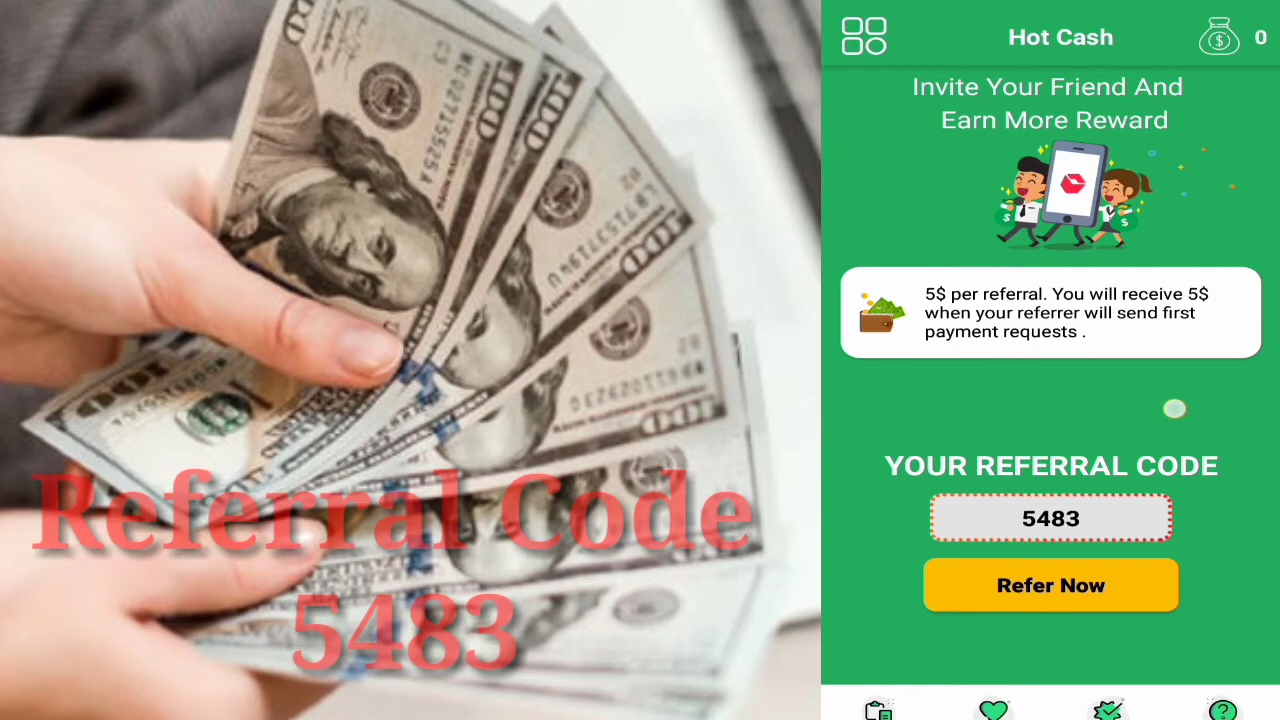 Referral Code
5483
Hot Cash
0
Invite Your Friend And
Earn More Reward
5$ per referral. You will receive 5$
when your referrer will send first
payment requests .
YOUR REFERRAL CODE
5483
Refer Now